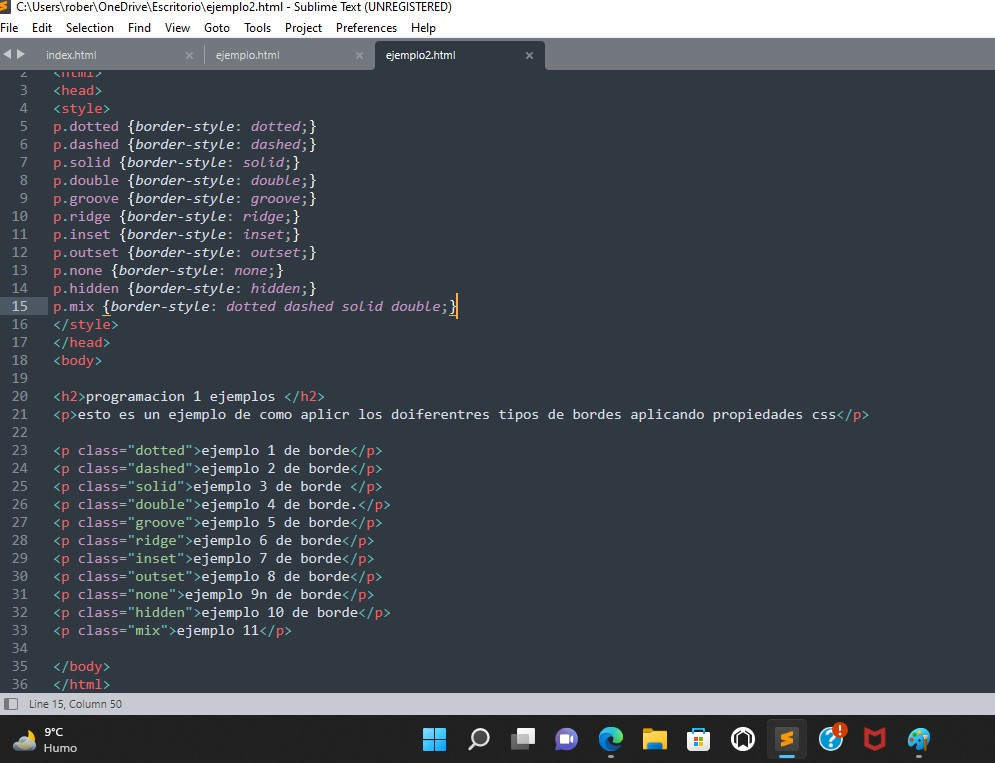 C:\Users\rober\OneDrive\Escritorio\ejemplo2.html - Sublime Text (UNREGISTERED)
File Edit Selection Find View Goto Tools Project Preferences Help
index.html ejemplo.html ejemplo2.html
2 <html>
3 <head>
4 <style>
5 p.dotted {border-style: dotted;}
6 p.dashed {border-style: dashed;}
7 p.solid {border-style: solid;}
8 p.double {border-style: double;}
9 p.groove {border-style: groove;}
10 p.ridge {border-style: ridge;}
11 p.inset {border-style: inset;}
12 p.outset {border-style: outset;}
13 p.none {border-style: none;}
14 p.hidden {border-style: hidden;}
15 p.mix {border-style: dotted dashed solid double;}
16 </style>
17 </head>
18 <body>
19
20 <h2>programacion 1 ejemplos </h2>
21 <p>esto es un ejemplo de como aplicr los doiferentres tipos de bordes aplicando propiedades css</p>
22
23 <p class="dotted">ejemplo 1 de borde</p>
24 <p class="dashed">ejemplo 2 de borde</p>
25 <p class="solid">ejemplo 3 de borde </p>
26 <p class="double">ejemplo 4 de borde.</p>
27 <p class="groove">ejemplo 5 de borde</p>
28 <p class="ridge">ejemplo 6 de borde</p>
29 <p class="inset">ejemplo 7 de borde</p>
30 <p class="outset">ejemplo 8 de borde</p>
31 <p class="none">ejemplo 9n de borde</p>
32 <p class="hidden">ejemplo 10 de borde</p>
33 <p class="mix">ejemplo 11</p>
34
35 </body>
36 </html>
Line 15, Column 50
9°C
Humo